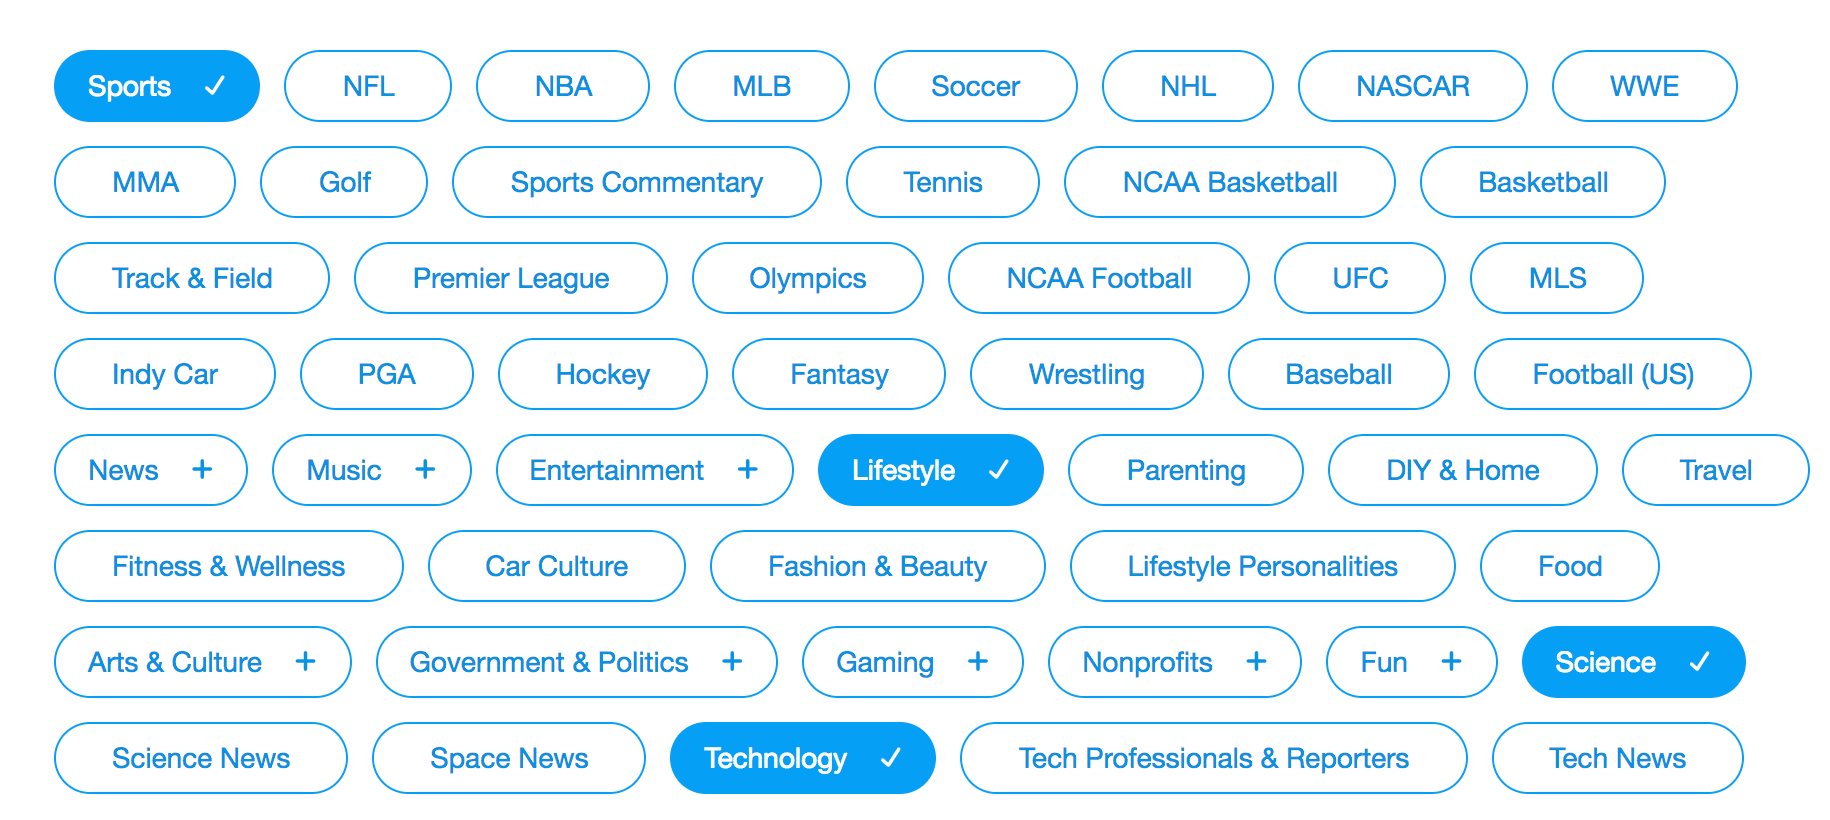 Sports ✓ NFL NBA MLB Soccer NHL NASCAR WWE
MMA Golf Sports Commentary Tennis NCAA Basketball Basketball
Track & Field Premier League Olympics NCAA Football UFC MLS
Indy Car PGA Hockey Fantasy Wrestling Baseball Football (US)
News + Music + Entertainment + Lifestyle ✓ Parenting DIY & Home Travel
Fitness & Wellness Car Culture Fashion & Beauty Lifestyle Personalities Food
Arts & Culture + Government & Politics + Gaming + Nonprofits + Fun + Science ✓
Science News Space News Technology ✓ Tech Professionals & Reporters Tech News